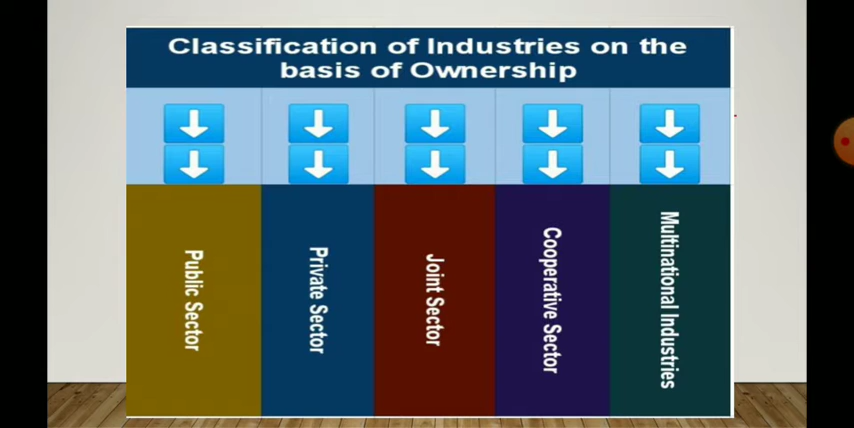 Classification of Industries on the
basis of Ownership
Public Sector
Private Sector
Joint Sector
Cooperative Sector
Multinational Industries